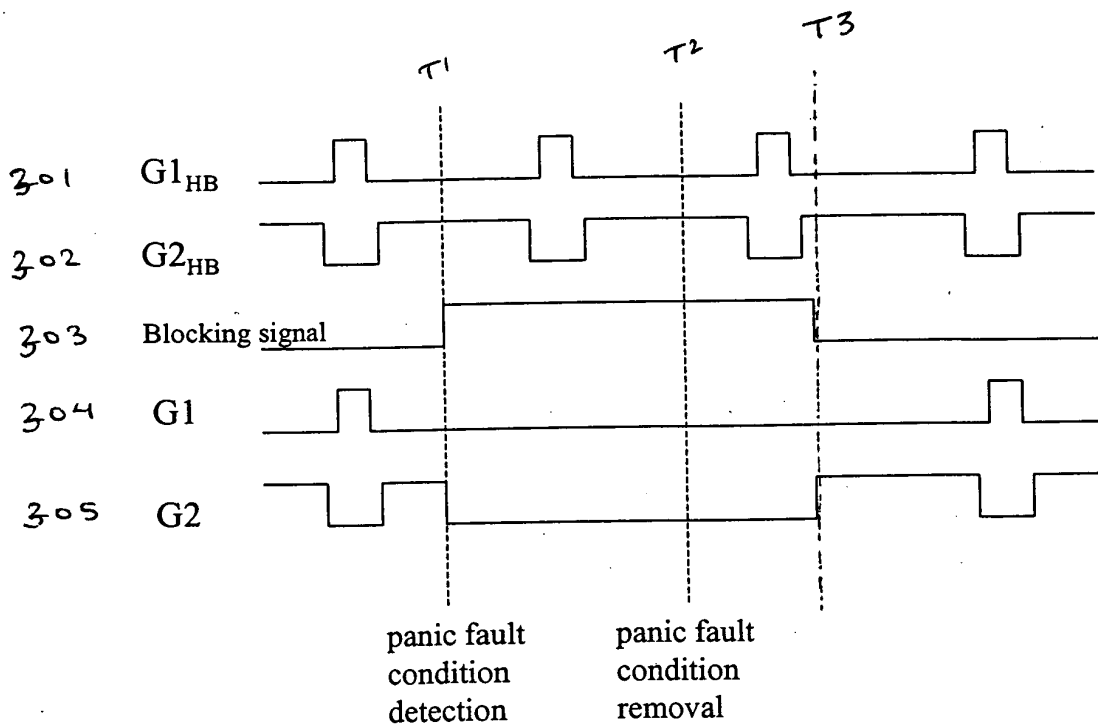 T1
T2
T3
301 G1HB
302 G2HB
303 Blocking signal
304 G1
305 G2
panic fault
condition
detection
panic fault
condition
removal